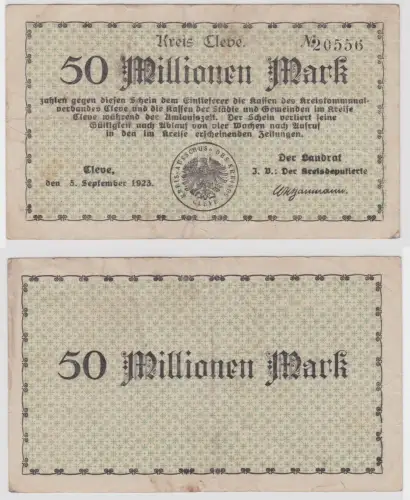 Kreis Cleve.
№ 20556
50 Millionen Mark
zahlen gegen diesen Schein dem Einlieferer die Kassen des Kreiskommunal-
verbandes Cleve und die Kassen der Städte und Gemeinden im Kreise
Cleve während der Amtlonszeit. Der Schein verliert seine
Gültigkeit nach Ablauf von vier Wochen nach Aufruf
in den im Kreise erscheinenden Zeitungen.
Cleve,
den 5. September 1923.
Der Landrat
J. V.: Der Kreisdeputierte
50 Millionen Mark